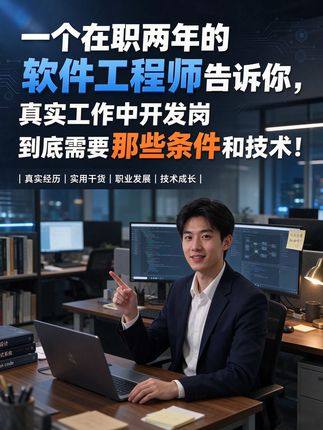 一个在职两年的
软件工程师告诉你，
真实工作中开发岗
到底需要那些条件和技术！
| 真实经历 | 实用干货 | 职业发展 | 技术成长 |